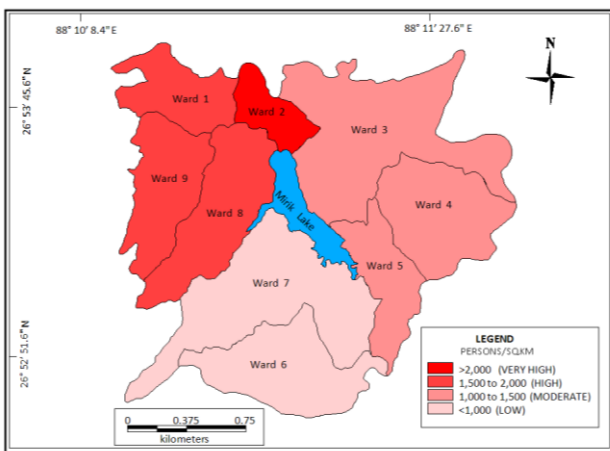 88° 10' 8.4" E
88° 11' 27.6" E
N
26° 53' 45.6" N
Ward 1
Ward 2
Ward 3
Ward 9
Ward 8
Mirik Lake
Ward 4
Ward 5
Ward 7
Ward 6
26° 52' 51.6" N
LEGEND
PERSONS/SQ.KM
>2,000 (VERY HIGH)
1,500 to 2,000 (HIGH)
1,000 to 1,500 (MODERATE)
<1,000 (LOW)
0 0.375 0.75
kilometers